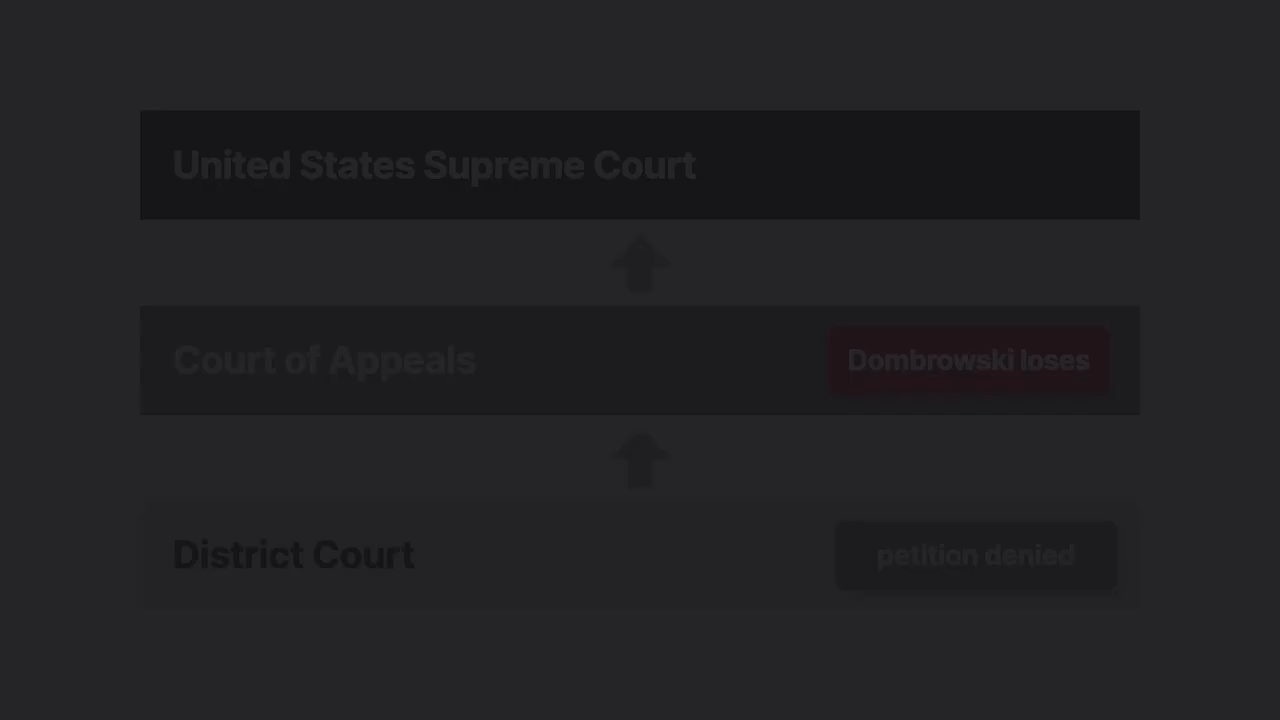 United States Supreme Court
Court of Appeals
Dombrowski loses
District Court
petition denied